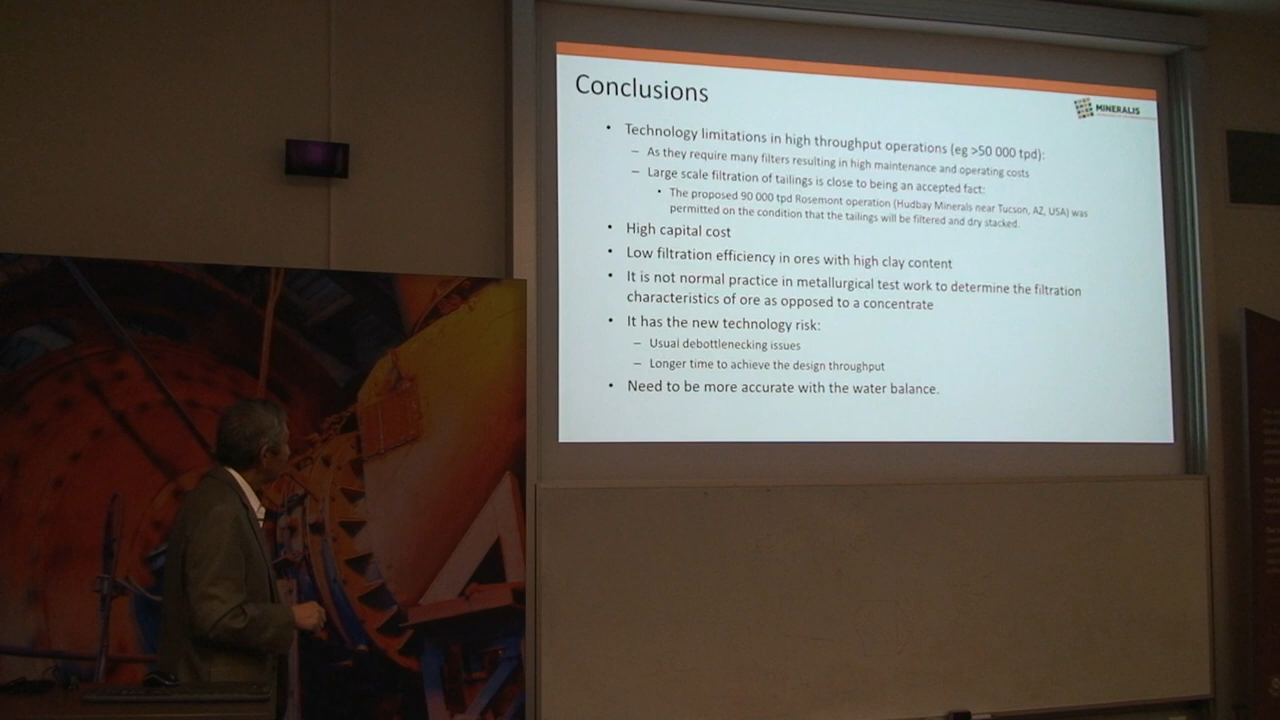 Conclusions
MINERALIS
• Technology limitations in high throughput operations (eg >50 000 tpd):
– As they require many filters resulting in high maintenance and operating costs
– Large scale filtration of tailings is close to being an accepted fact:
• The proposed 90 000 tpd Rosemont operation (Hudbay Minerals near Tucson, AZ, USA) was
permitted on the condition that the tailings will be filtered and dry stacked.
• High capital cost
• Low filtration efficiency in ores with high clay content
• It is not normal practice in metallurgical test work to determine the filtration
characteristics of ore as opposed to a concentrate
• It has the new technology risk:
– Usual debottlenecking issues
– Longer time to achieve the design throughput
• Need to be more accurate with the water balance.